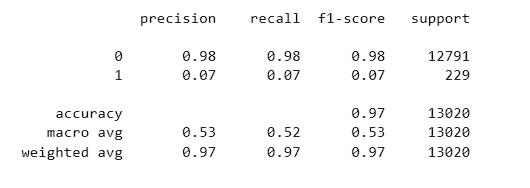 precision recall f1-score support
0 0.98 0.98 0.98 12791
1 0.07 0.07 0.07 229
accuracy 0.97 13020
macro avg 0.53 0.52 0.53 13020
weighted avg 0.97 0.97 0.97 13020